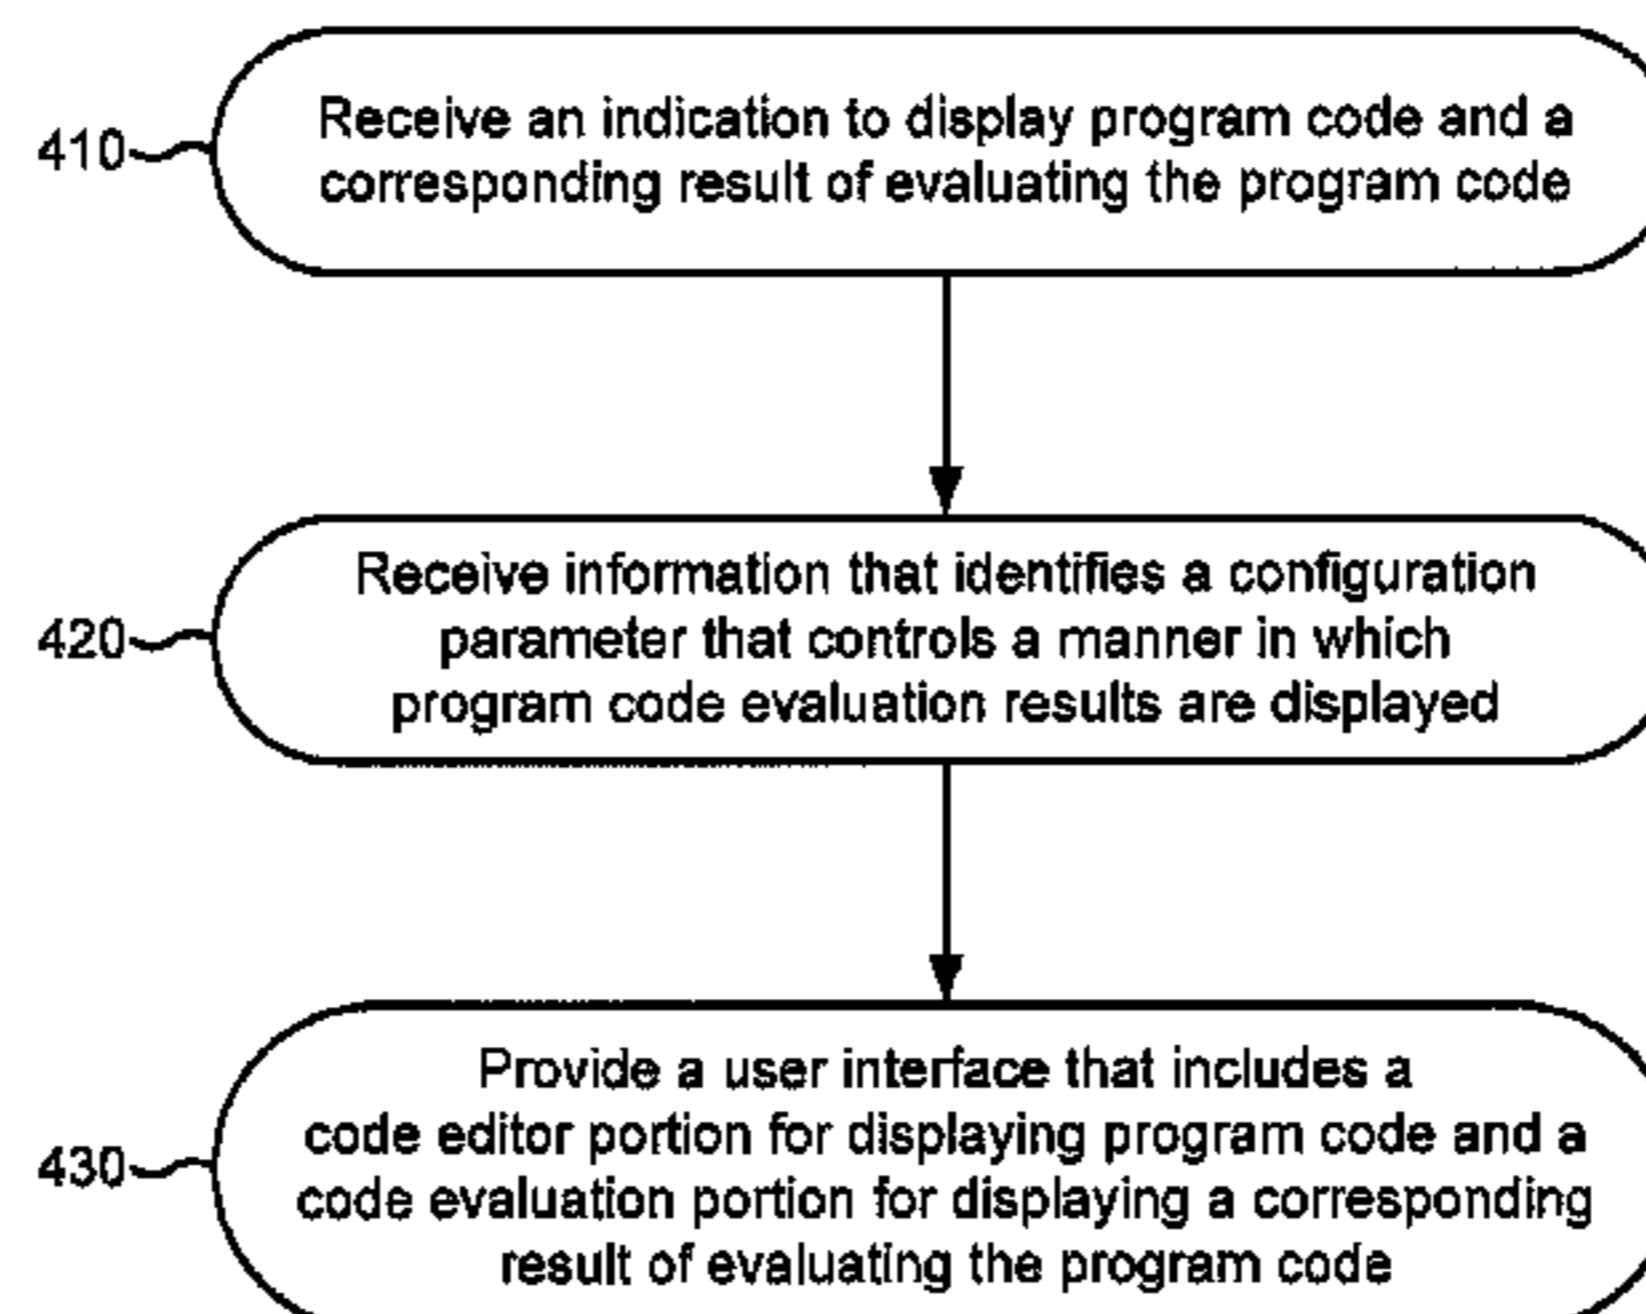 410
Receive an indication to display program code and a
corresponding result of evaluating the program code
420
Receive information that identifies a configuration
parameter that controls a manner in which
program code evaluation results are displayed
430
Provide a user interface that includes a
code editor portion for displaying program code and a
code evaluation portion for displaying a corresponding
result of evaluating the program code